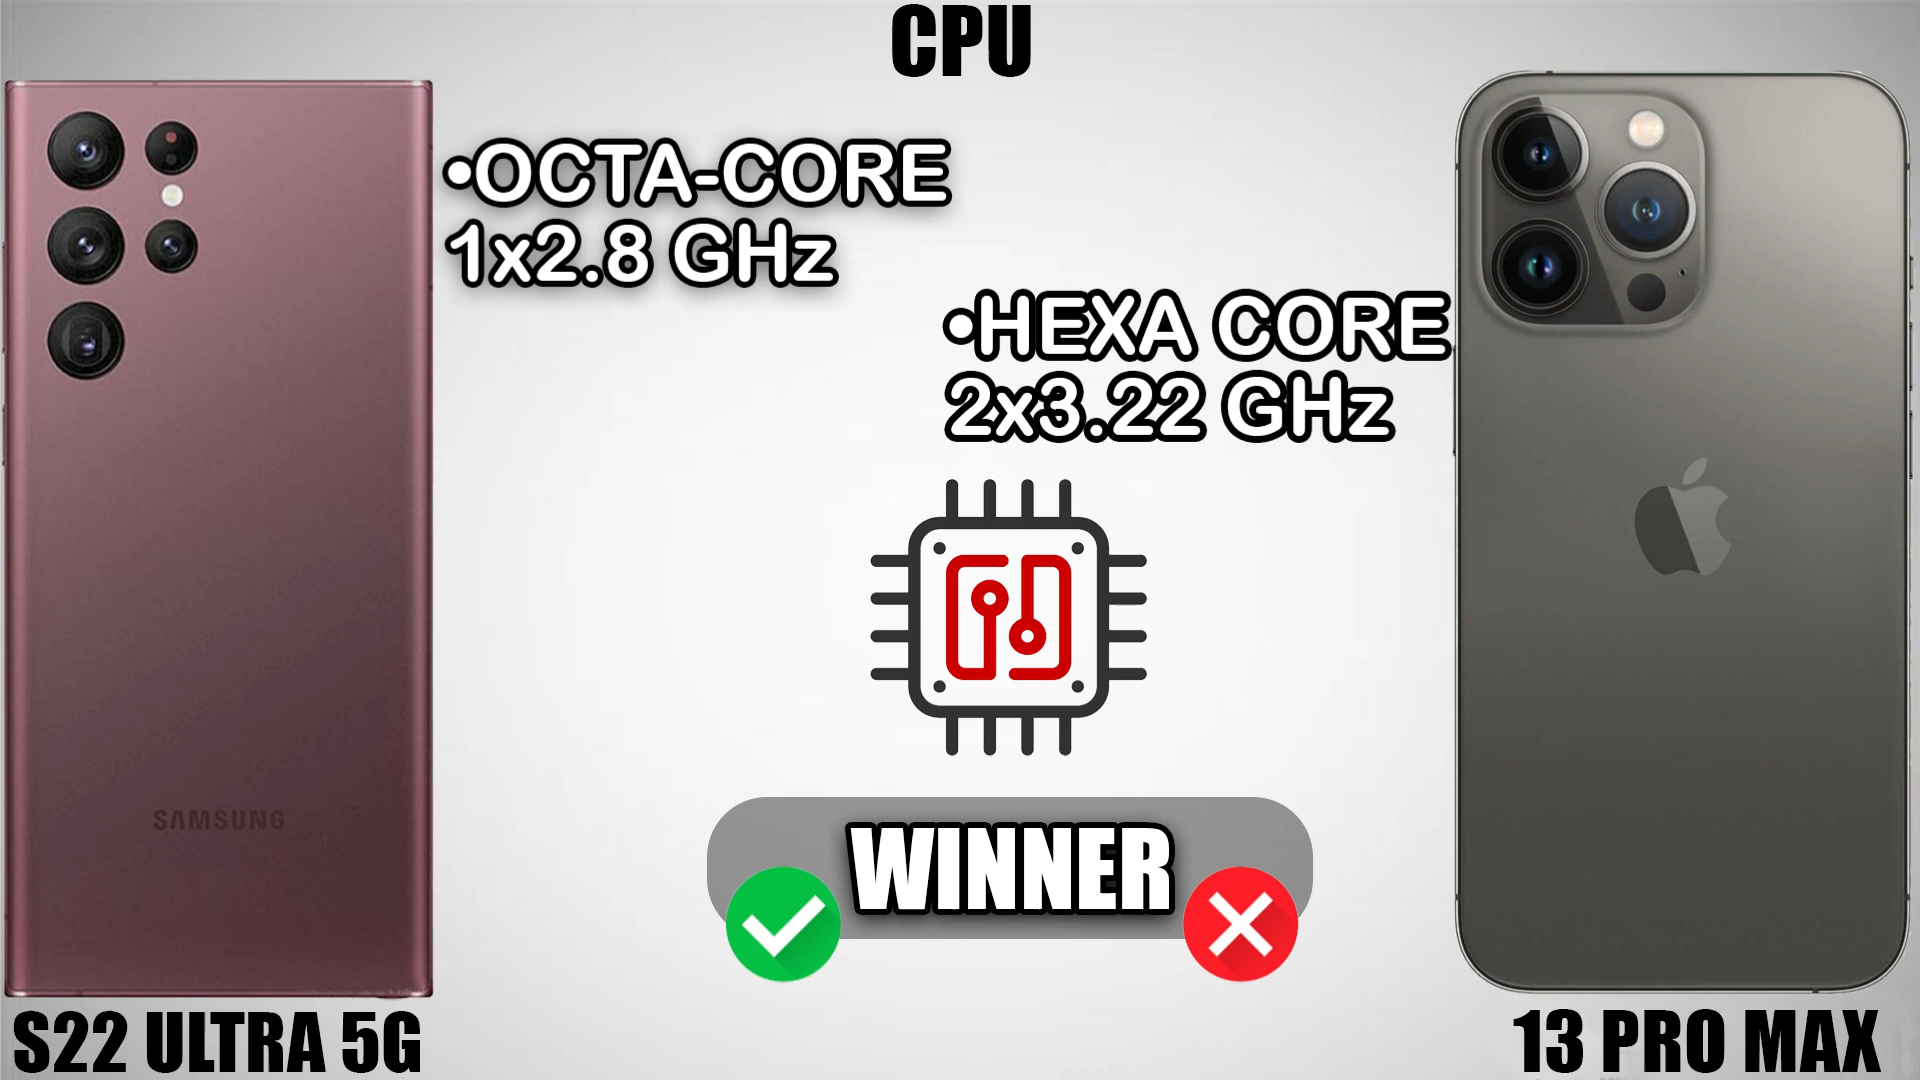 CPU
•OCTA-CORE
1x2.8 GHz
•HEXA CORE
2x3.22 GHz
SAMSUNG
WINNER
S22 ULTRA 5G
13 PRO MAX